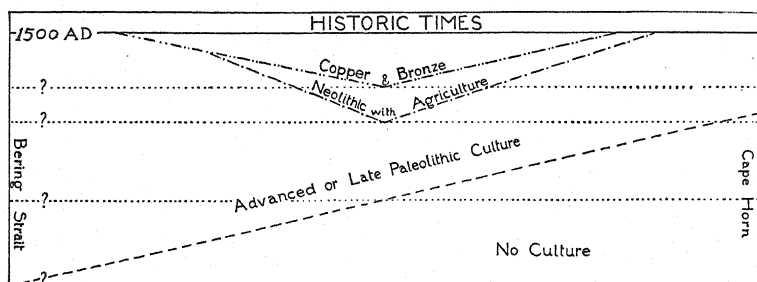 HISTORIC TIMES
1500 AD
Copper & Bronze
?
Neolithic with Agriculture
?
Advanced or Late Paleolithic Culture
Bering Strait
Cape Horn
?
No Culture
?